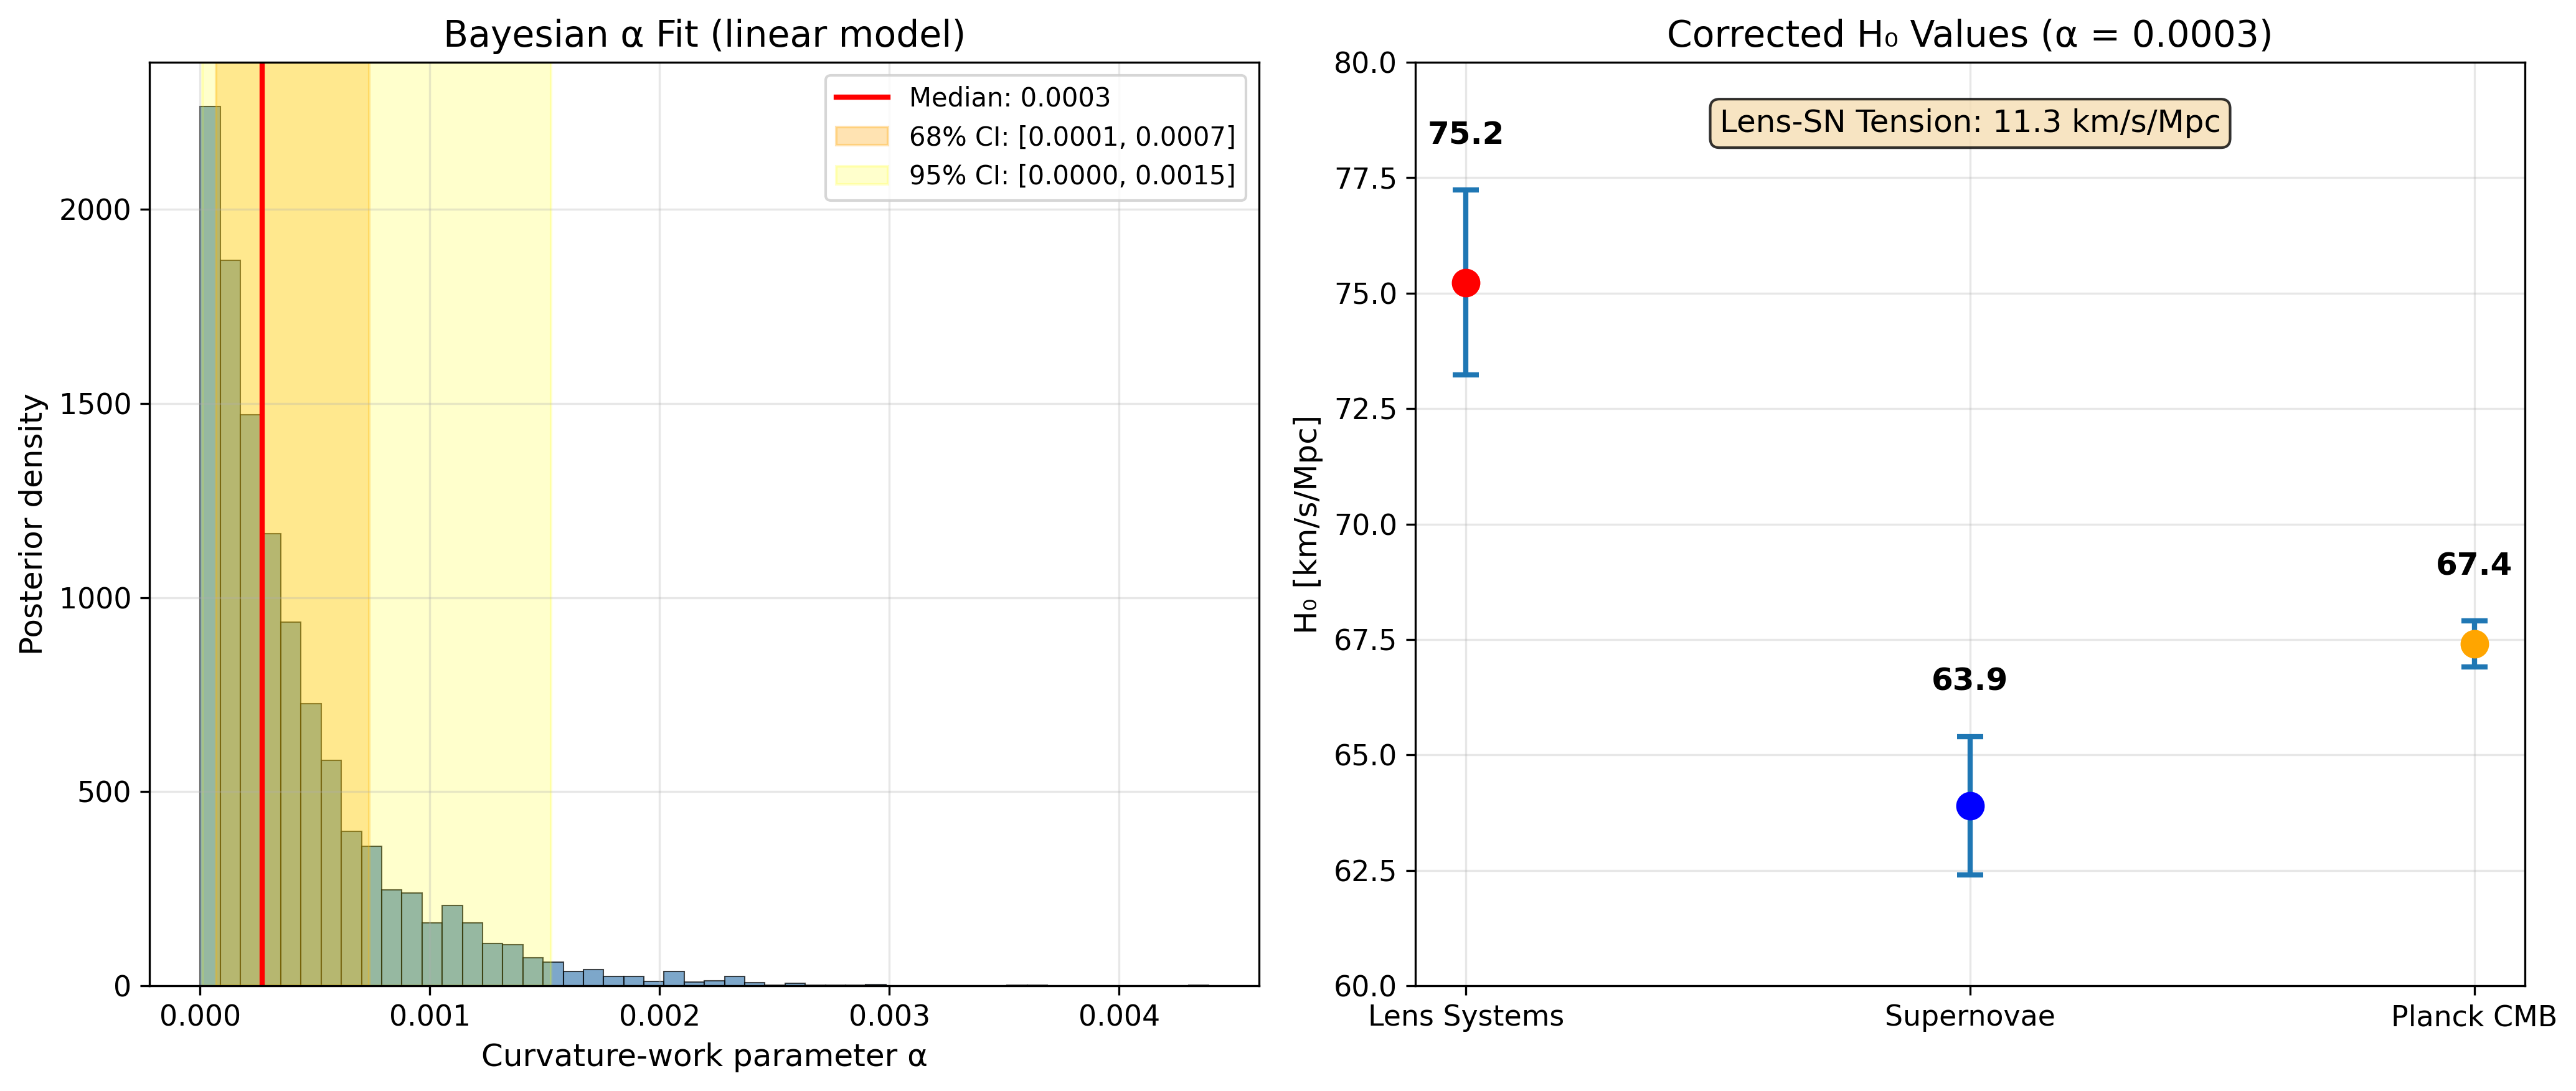 Bayesian α Fit (linear model)
Median: 0.0003
68% CI: [0.0001, 0.0007]
95% CI: [0.0000, 0.0015]
Posterior density
2000
1500
1000
500
0
0.000
0.001
0.002
0.003
0.004
Curvature-work parameter α
Corrected H₀ Values (α = 0.0003)
Lens-SN Tension: 11.3 km/s/Mpc
75.2
63.9
67.4
H₀ [km/s/Mpc]
80.0
77.5
75.0
72.5
70.0
67.5
65.0
62.5
60.0
Lens Systems
Supernovae
Planck CMB